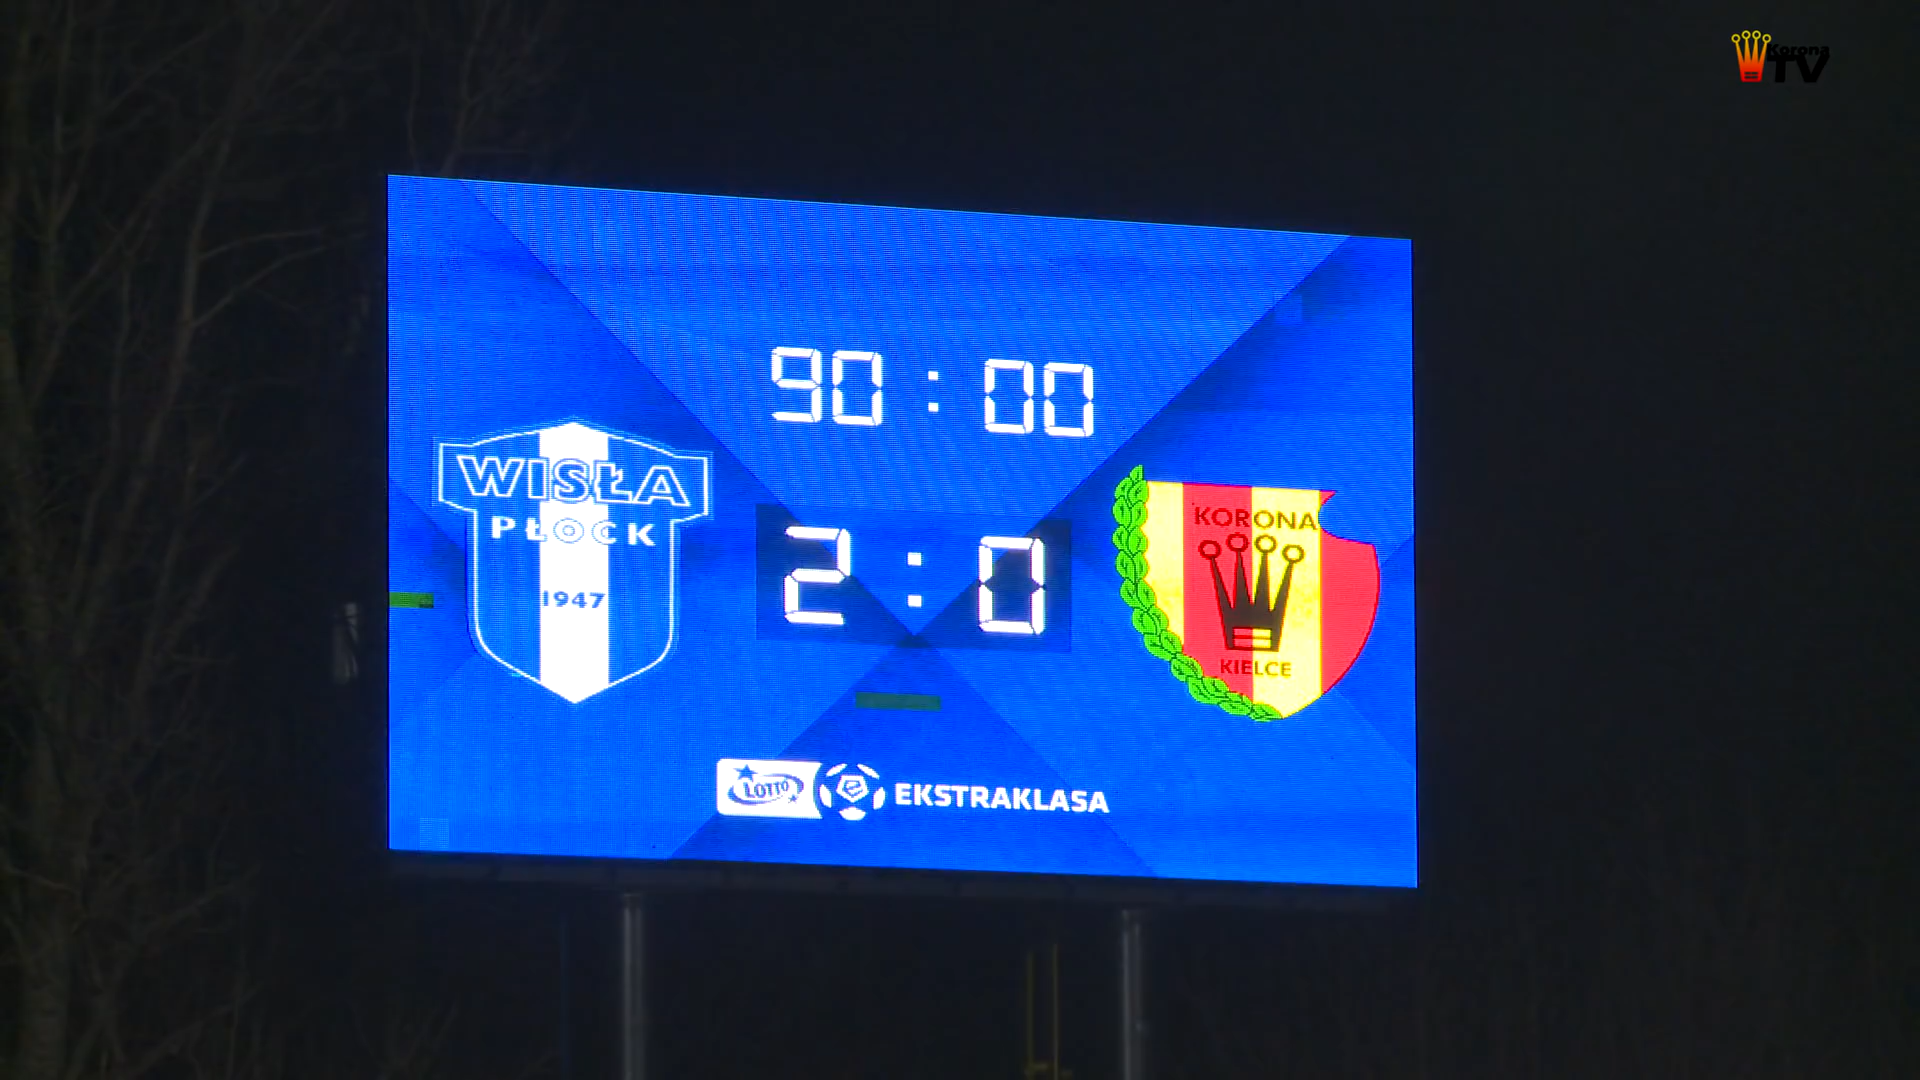 Korona
TV
90:00
WISŁA
PŁOCK
1947
2:0
KORONA
KIELCE
LOTTO EKSTRAKLASA